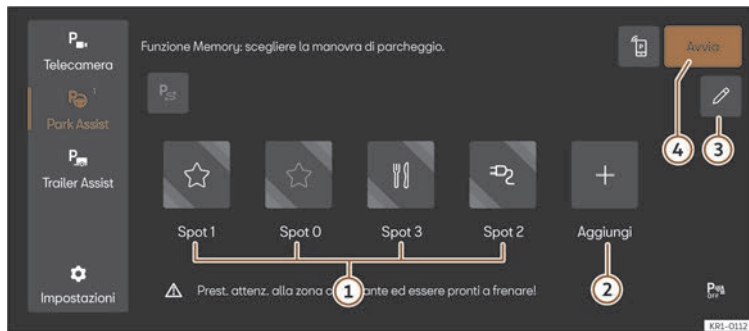 Telecamera
Park Assist
Trailer Assist
Impostazioni
Funzione Memory: scegliere la manovra di parcheggio.
Avvia
Spot 1
Spot 0
Spot 3
Spot 2
Aggiungi
1
2
3
4
Prest. attenz. alla zona ante ed essere pronti a frenare!
P
OFF
KR1-0112